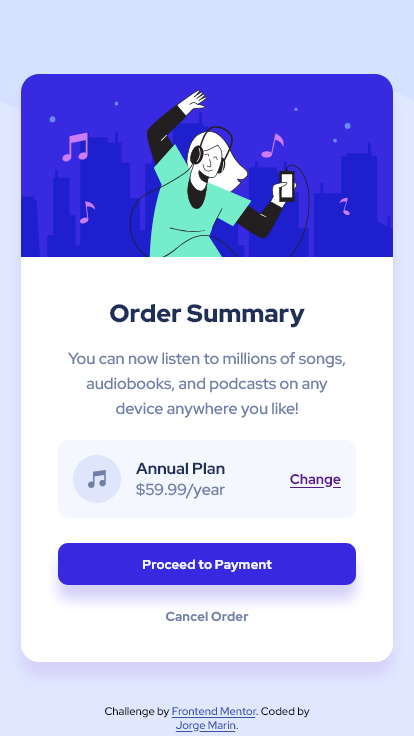 Order Summary
You can now listen to millions of songs,
audiobooks, and podcasts on any
device anywhere you like!
Annual Plan
$59.99/year
Change
Proceed to Payment
Cancel Order
Challenge by Frontend Mentor. Coded by
Jorge Marin.